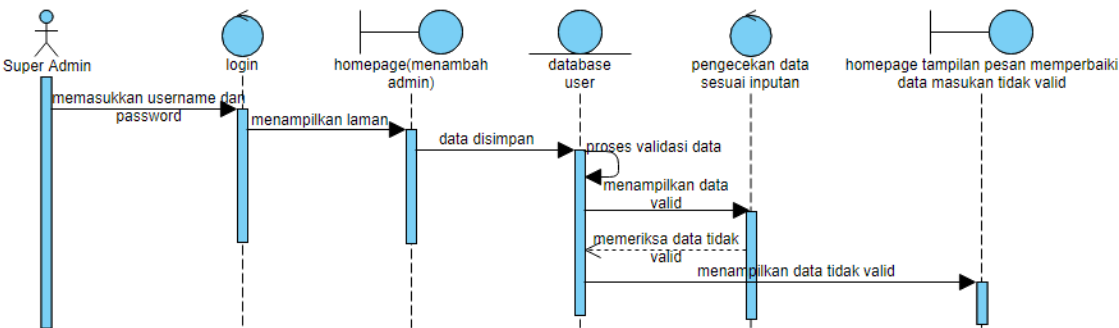 Super Admin
login
homepage(menambah
admin)
database
user
pengecekan data
sesuai inputan
homepage tampilan pesan memperbaiki
data masukan tidak valid
memasukkan username dan
password
menampilkan laman
data disimpan
proses validasi data
menampilkan data
valid
memeriksa data tidak
valid
menampilkan data tidak valid